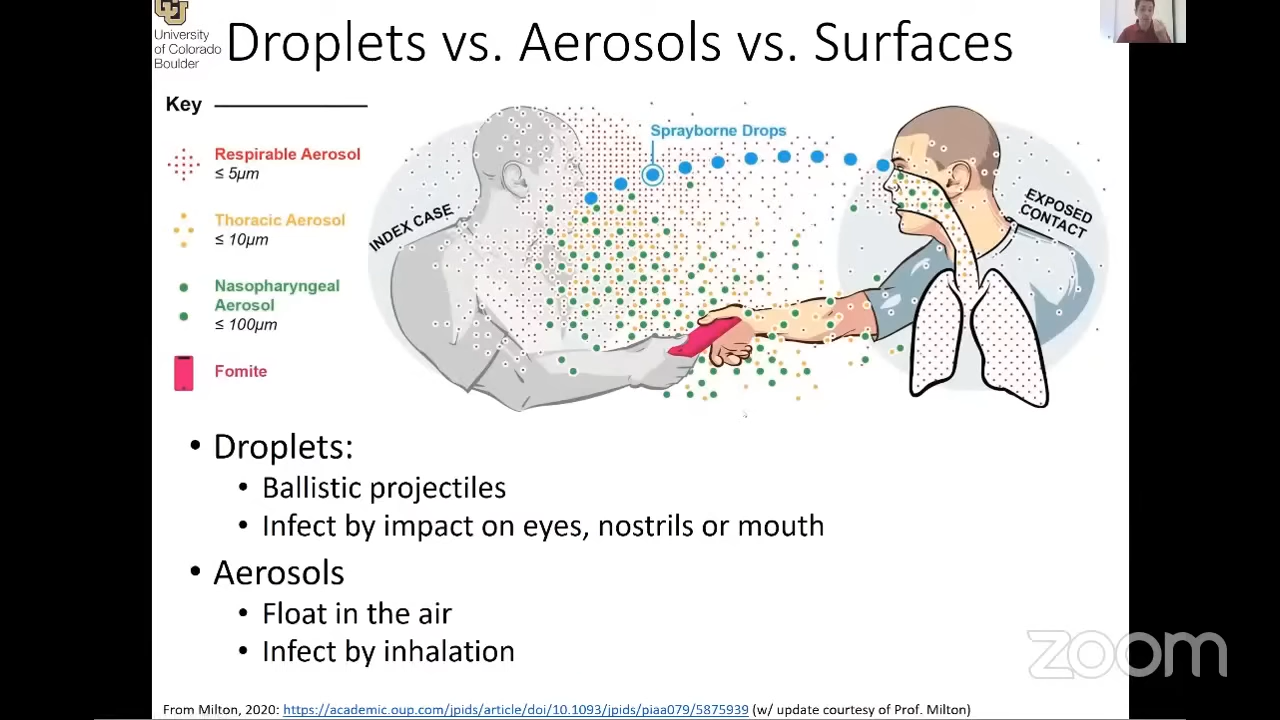 University
of Colorado
Boulder
Droplets vs. Aerosols vs. Surfaces
Key
Respirable Aerosol
≤ 5μm
Thoracic Aerosol
≤ 10μm
Nasopharyngeal
Aerosol
≤ 100μm
Fomite
INDEX CASE
Sprayborne Drops
EXPOSED
CONTACT
• Droplets:
• Ballistic projectiles
• Infect by impact on eyes, nostrils or mouth
• Aerosols
• Float in the air
• Infect by inhalation
zoom
From Milton, 2020: https://academic.oup.com/jpids/article/doi/10.1093/jpids/piaa079/5875939 (w/ update courtesy of Prof. Milton)